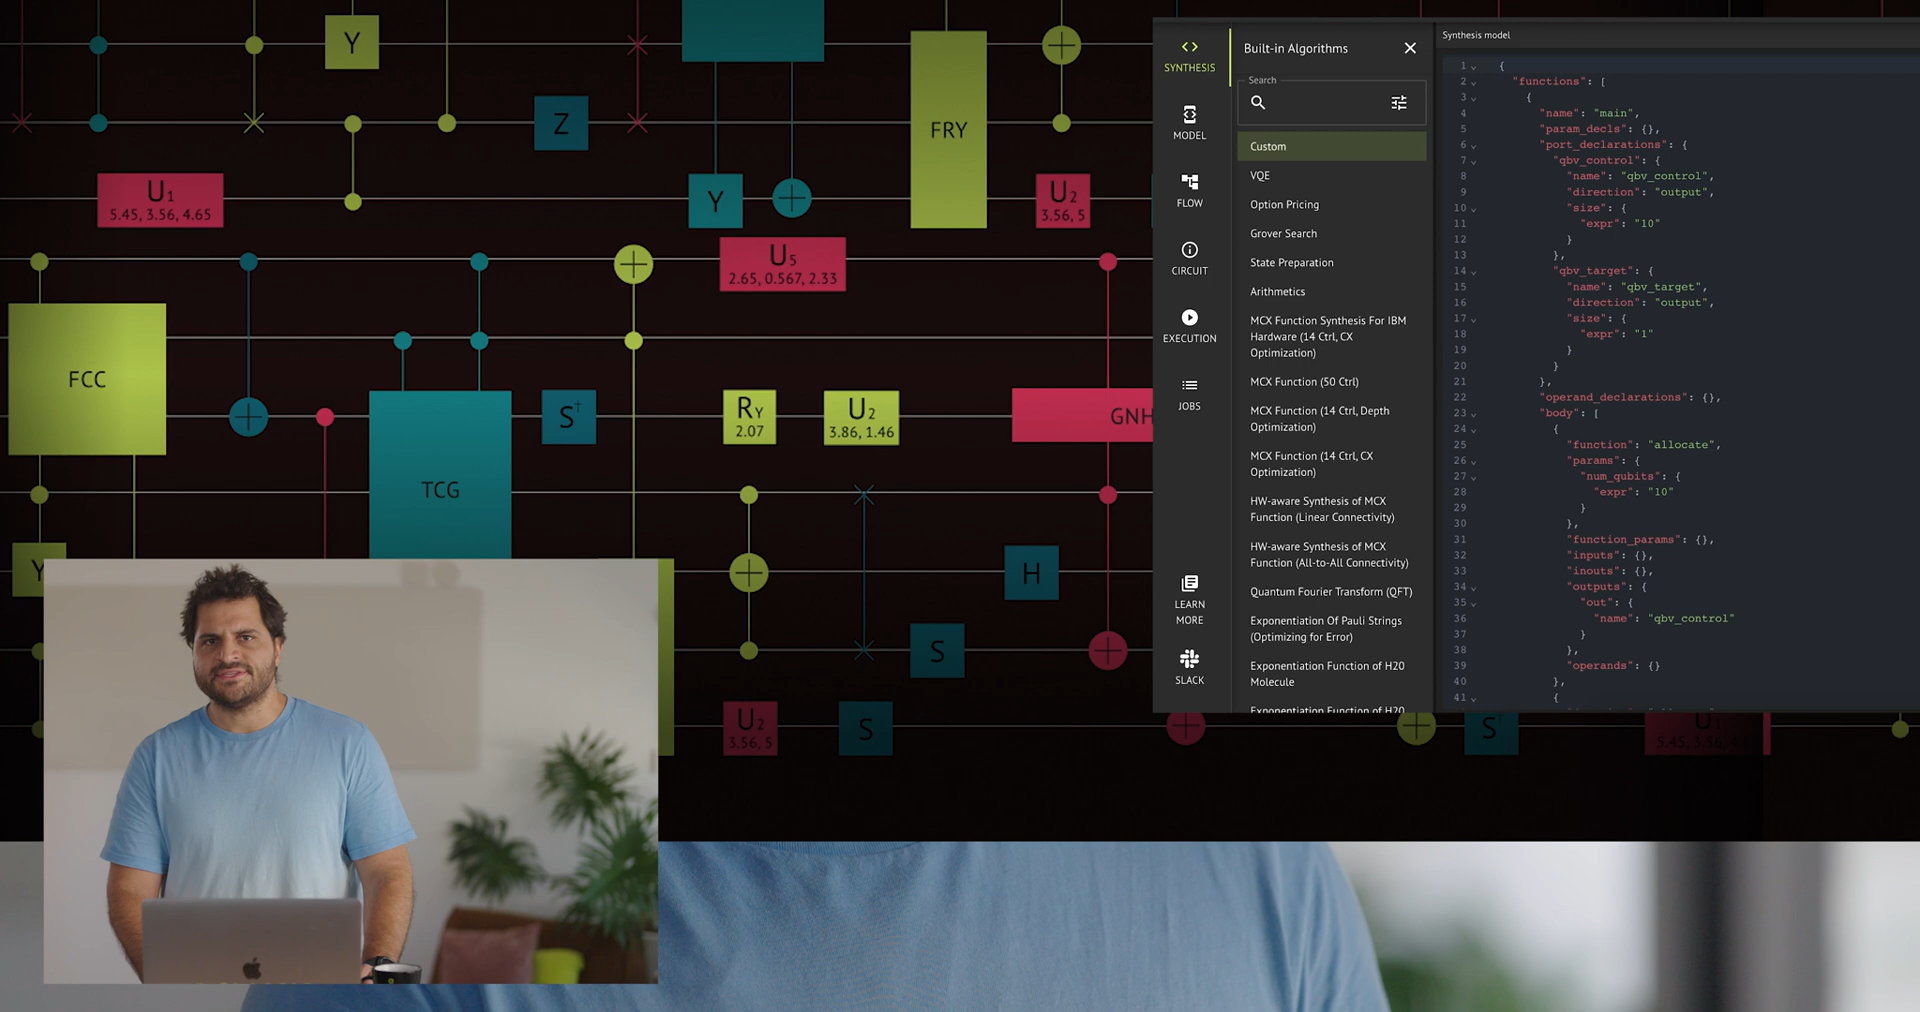 Y
Z
U1
5.45, 3.56, 4.65
Y
FRY
U2
3.56, 5
U5
2.65, 0.567, 2.33
FCC
TCG
S†
RY
2.07
U2
3.86, 1.46
GNH
Y
H
S
U2
3.56, 5
S
S†
U1
SYNTHESIS
MODEL
FLOW
CIRCUIT
EXECUTION
JOBS
LEARN
MORE
SLACK
Built-in Algorithms
Search
Custom
VQE
Option Pricing
Grover Search
State Preparation
Arithmetics
MCX Function Synthesis For IBM
Hardware (14 Ctrl, CX
Optimization)
MCX Function (50 Ctrl)
MCX Function (14 Ctrl, Depth
Optimization)
MCX Function (14 Ctrl, CX
Optimization)
HW-aware Synthesis of MCX
Function (Linear Connectivity)
HW-aware Synthesis of MCX
Function (All-to-All Connectivity)
Quantum Fourier Transform (QFT)
Exponentiation Of Pauli Strings
(Optimizing for Error)
Exponentiation Function of H2O
Molecule
Exponentiation Function of H2O
Synthesis model
1 {
2 "functions": [
3 {
4 "name": "main",
5 "param_decls": {},
6 "port_declarations": {
7 "qbv_control": {
8 "name": "qbv_control",
9 "direction": "output",
10 "size": {
11 "expr": "10"
12 }
13 },
14 "qbv_target": {
15 "name": "qbv_target",
16 "direction": "output",
17 "size": {
18 "expr": "1"
19 }
20 }
21 },
22 "operand_declarations": {},
23 "body": [
24 {
25 "function": "allocate",
26 "params": {
27 "num_qubits": {
28 "expr": "10"
29 }
30 },
31 "function_params": {},
32 "inputs": {},
33 "inouts": {},
34 "outputs": {
35 "out": {
36 "name": "qbv_control"
37 }
38 },
39 "operands": {}
40 },
41 {